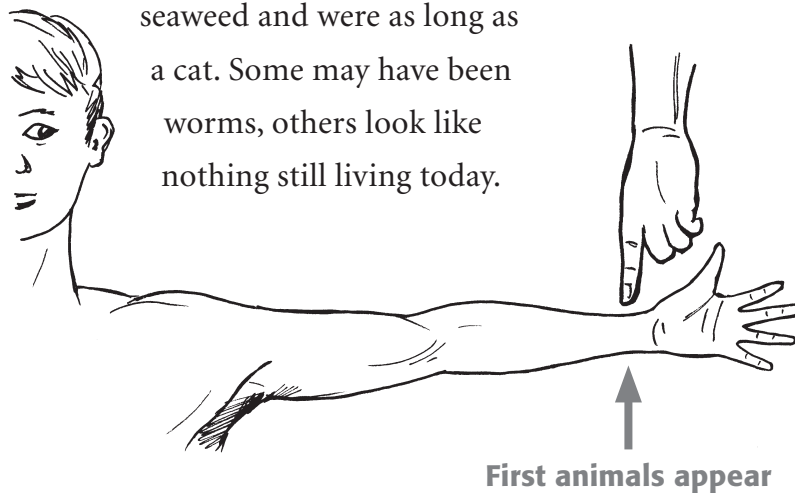 seaweed and were as long as
a cat. Some may have been
worms, others look like
nothing still living today.
First animals appear